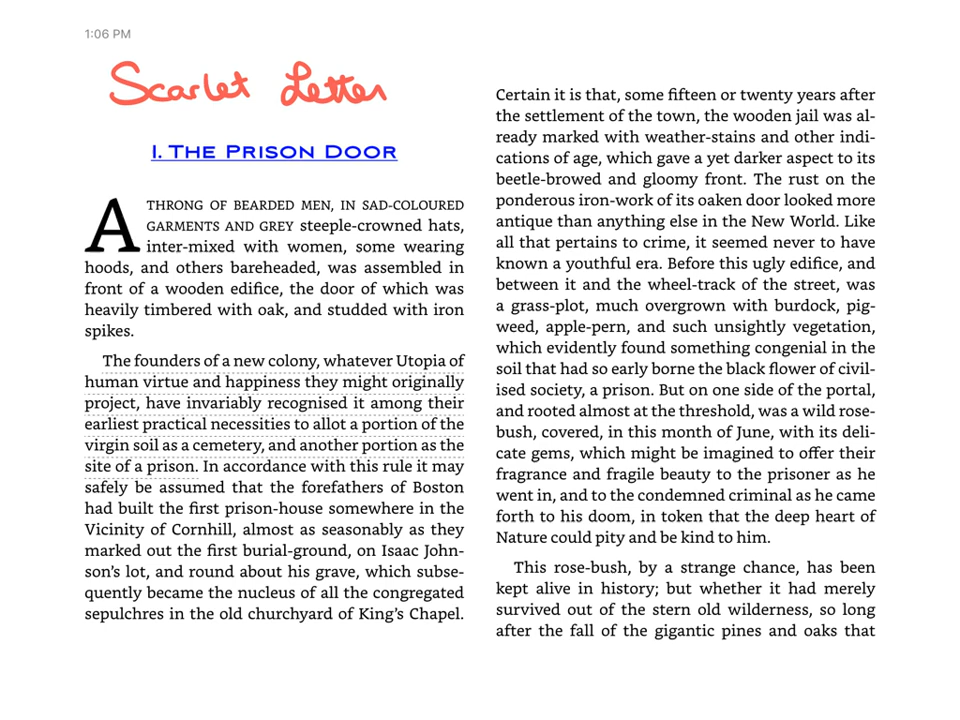 1:06 PM
Scarlet Letter
I. The Prison Door
A THRONG OF BEARDED MEN, IN SAD-COLOURED
GARMENTS AND GREY steeple-crowned hats,
inter-mixed with women, some wearing
hoods, and others bareheaded, was assembled in
front of a wooden edifice, the door of which was
heavily timbered with oak, and studded with iron
spikes.
The founders of a new colony, whatever Utopia of
human virtue and happiness they might originally
project, have invariably recognised it among their
earliest practical necessities to allot a portion of the
virgin soil as a cemetery, and another portion as the
site of a prison. In accordance with this rule it may
safely be assumed that the forefathers of Boston
had built the first prison-house somewhere in the
Vicinity of Cornhill, almost as seasonably as they
marked out the first burial-ground, on Isaac John-
son's lot, and round about his grave, which subse-
quently became the nucleus of all the congregated
sepulchres in the old churchyard of King's Chapel.
Certain it is that, some fifteen or twenty years after
the settlement of the town, the wooden jail was al-
ready marked with weather-stains and other indi-
cations of age, which gave a yet darker aspect to its
beetle-browed and gloomy front. The rust on the
ponderous iron-work of its oaken door looked more
antique than anything else in the New World. Like
all that pertains to crime, it seemed never to have
known a youthful era. Before this ugly edifice, and
between it and the wheel-track of the street, was
a grass-plot, much overgrown with burdock, pig-
weed, apple-pern, and such unsightly vegetation,
which evidently found something congenial in the
soil that had so early borne the black flower of civil-
ised society, a prison. But on one side of the portal,
and rooted almost at the threshold, was a wild rose-
bush, covered, in this month of June, with its deli-
cate gems, which might be imagined to offer their
fragrance and fragile beauty to the prisoner as he
went in, and to the condemned criminal as he came
forth to his doom, in token that the deep heart of
Nature could pity and be kind to him.
This rose-bush, by a strange chance, has been
kept alive in history; but whether it had merely
survived out of the stern old wilderness, so long
after the fall of the gigantic pines and oaks that